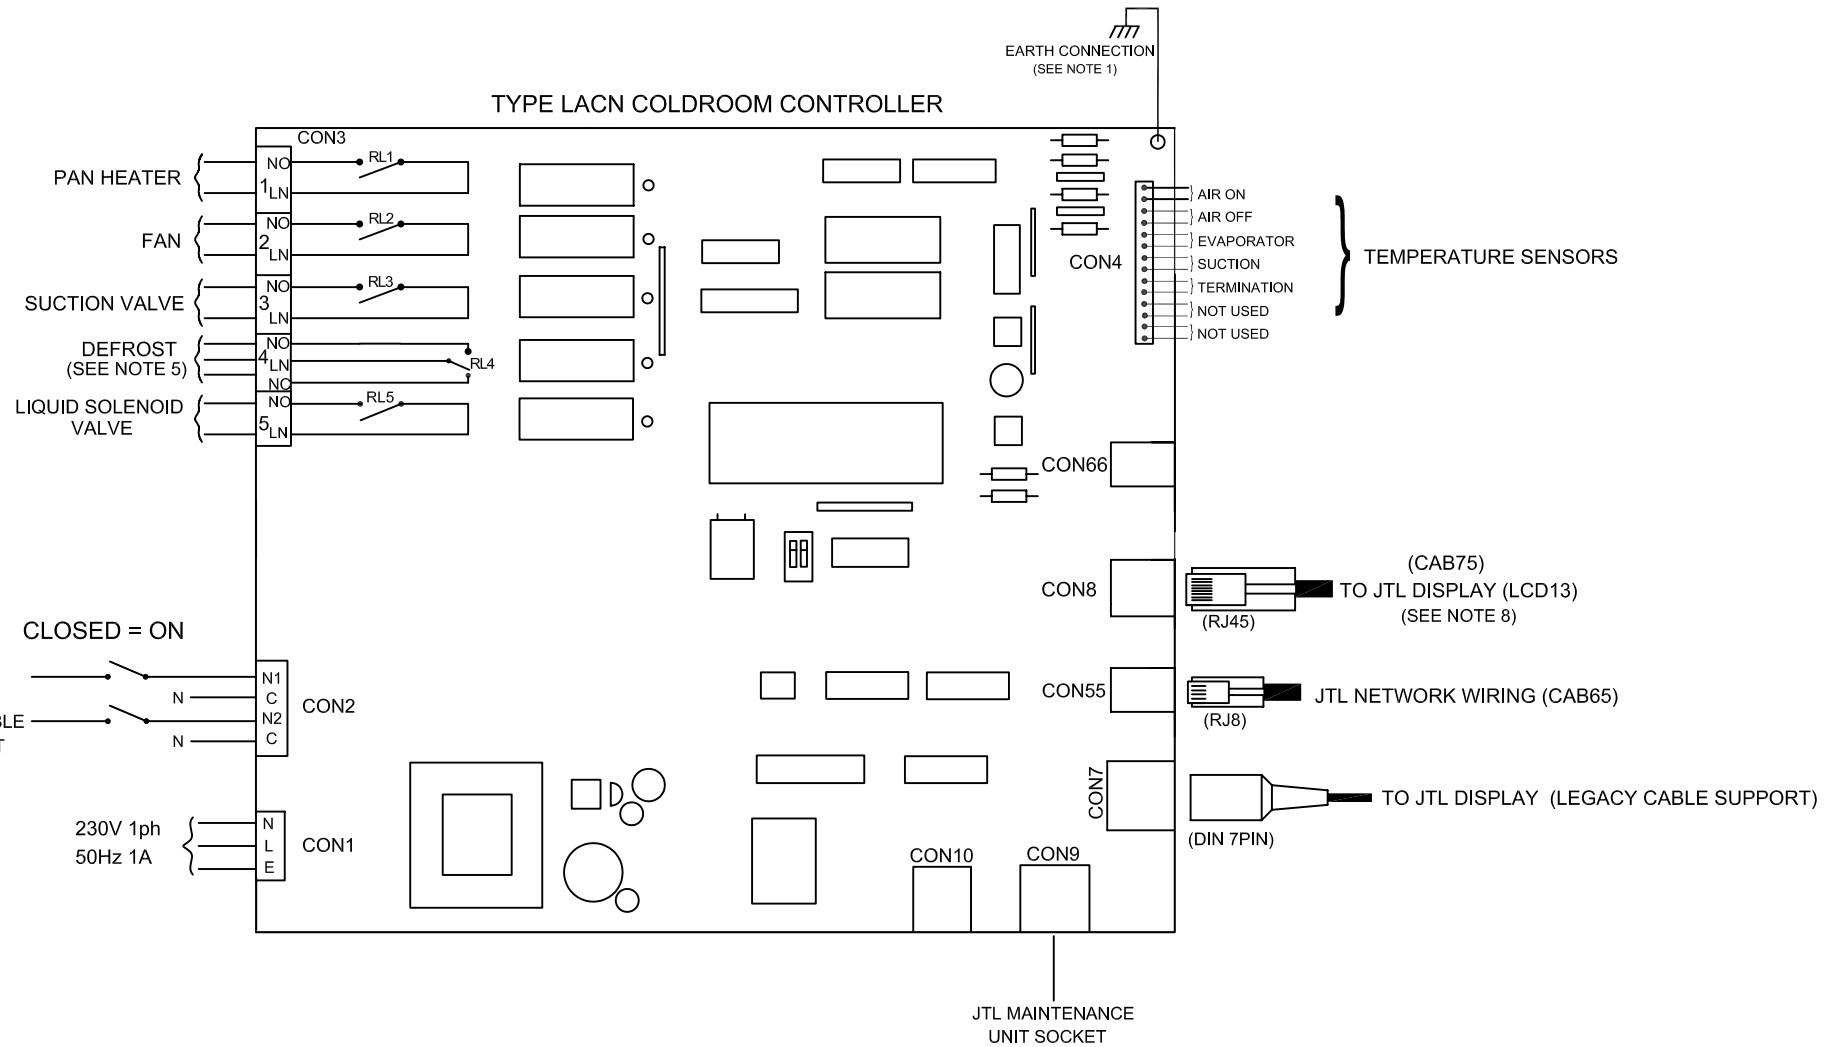 EARTH CONNECTION
(SEE NOTE 1)
TYPE LACN COLDROOM CONTROLLER
CON3
PAN HEATER
NO
1
LN
RL1
FAN
NO
2
LN
RL2
SUCTION VALVE
NO
3
LN
RL3
DEFROST
(SEE NOTE 5)
NO
4
LN
NC
RL4
LIQUID SOLENOID
VALVE
NO
5
LN
RL5
CON4
AIR ON
AIR OFF
EVAPORATOR
SUCTION
TERMINATION
NOT USED
NOT USED
TEMPERATURE SENSORS
CON66
CON8
(RJ45)
(CAB75)
TO JTL DISPLAY (LCD13)
(SEE NOTE 8)
CLOSED = ON
N1
N C
N2
N C
CON2
CON55
(RJ8)
JTL NETWORK WIRING (CAB65)
CON7
(DIN 7PIN)
TO JTL DISPLAY (LEGACY CABLE SUPPORT)
230V 1ph
50Hz 1A
N
L
E
CON1
CON10
CON9
JTL MAINTENANCE
UNIT SOCKET